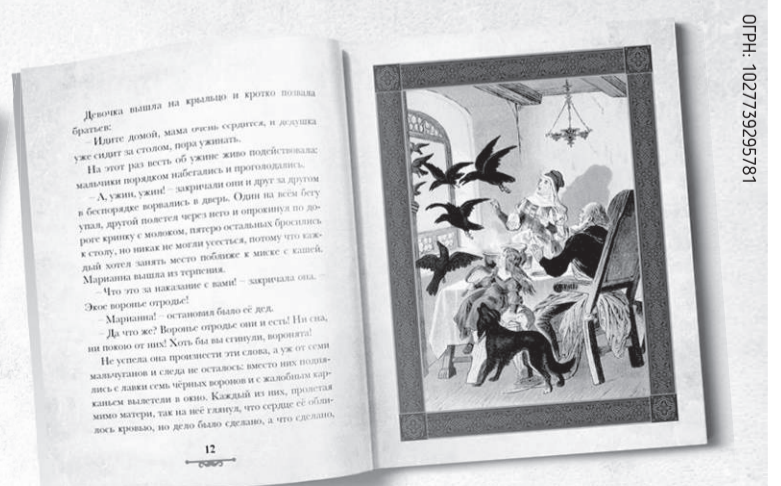 Девочка вышла на крыльцо и кротко позвала
братьев:
– Идите домой, мама очень сердится, и дедушка
уже сидит за столом, пора ужинать.
На этот раз весть об ужине живо подействовала:
мальчики порядком набегались и проголодались.
– А, ужин, ужин! – закричали они и друг за другом
в беспорядке ворвались в дверь. Один на всём бегу
упал, другой полетел через него и опрокинул по до-
роге кринку с молоком, пятеро остальных бросились
к столу, но никак не могли усесться, потому что каж-
дый хотел занять место поближе к миске с кашей.
Марианна вышла из терпения.
– Что это за наказание с вами! – закричала она. –
Экое воронье отродье!
– Марианна! – остановил было её дед.
– Да что же? Воронье отродье они и есть! Ни сна,
ни покою от них! Хоть бы вы сгинули, воронята!
Не успела она произнести эти слова, а уж от семи
мальчуганов и следа не осталось: вместо них подня-
лись с лавки семь чёрных воронов и с жалобным кар-
каньем вылетели в окно. Каждый из них, пролетая
мимо матери, так на неё глянул, что сердце её обли-
лось кровью, но дело было сделано, а что сделано,
12
ОГРН: 1027739295781